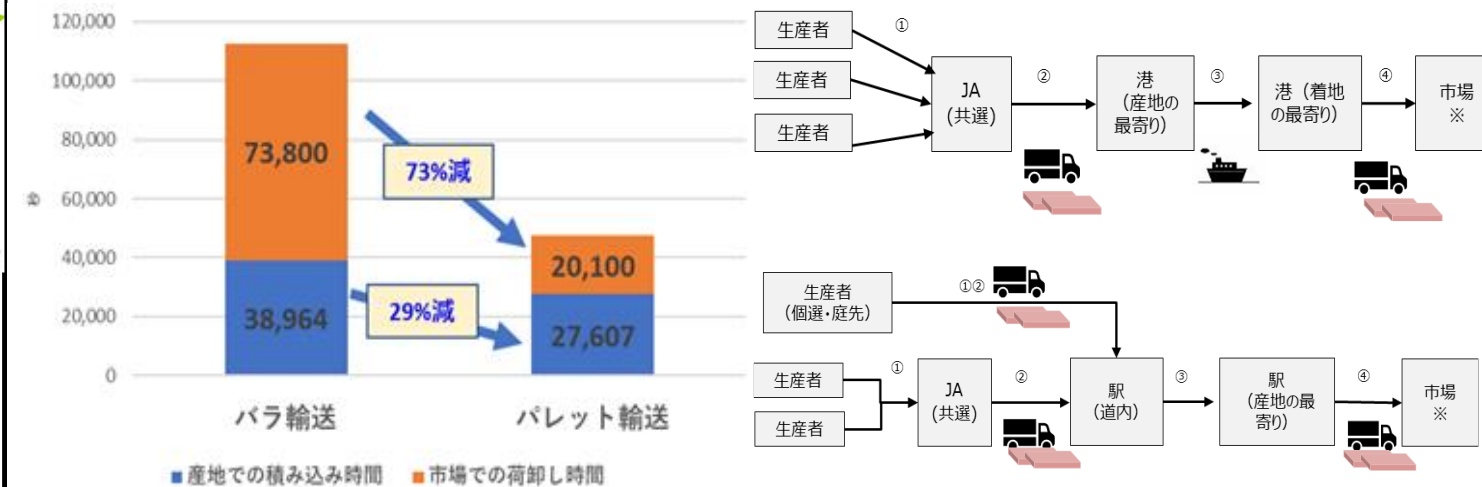 120,000
100,000
80,000
60,000
40,000
20,000
0
秒
73,800
38,964
73%減
29%減
20,100
27,607
バラ輸送
パレット輸送
■産地での積み込み時間 ■市場での荷卸し時間
生産者
生産者
生産者
①
JA
(共選)
②
港
(産地の
最寄り)
③
港（着地
の最寄り）
④
市場
※
生産者
（個選・庭先）
①②
生産者
生産者
①
JA
(共選)
②
駅
(道内)
③
駅
（産地の最
寄り）
④
市場
※